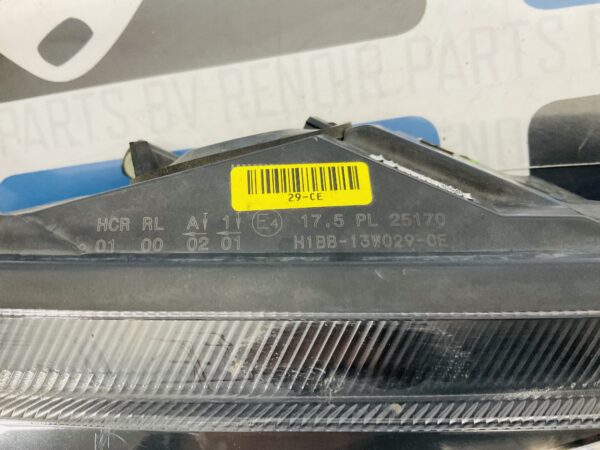 PARTS BV RENDIB PARTS B
29-CE
HCR RL A 1 E4 17.5 PL 25170
01 00 02 01 H1BB-13W029-CE